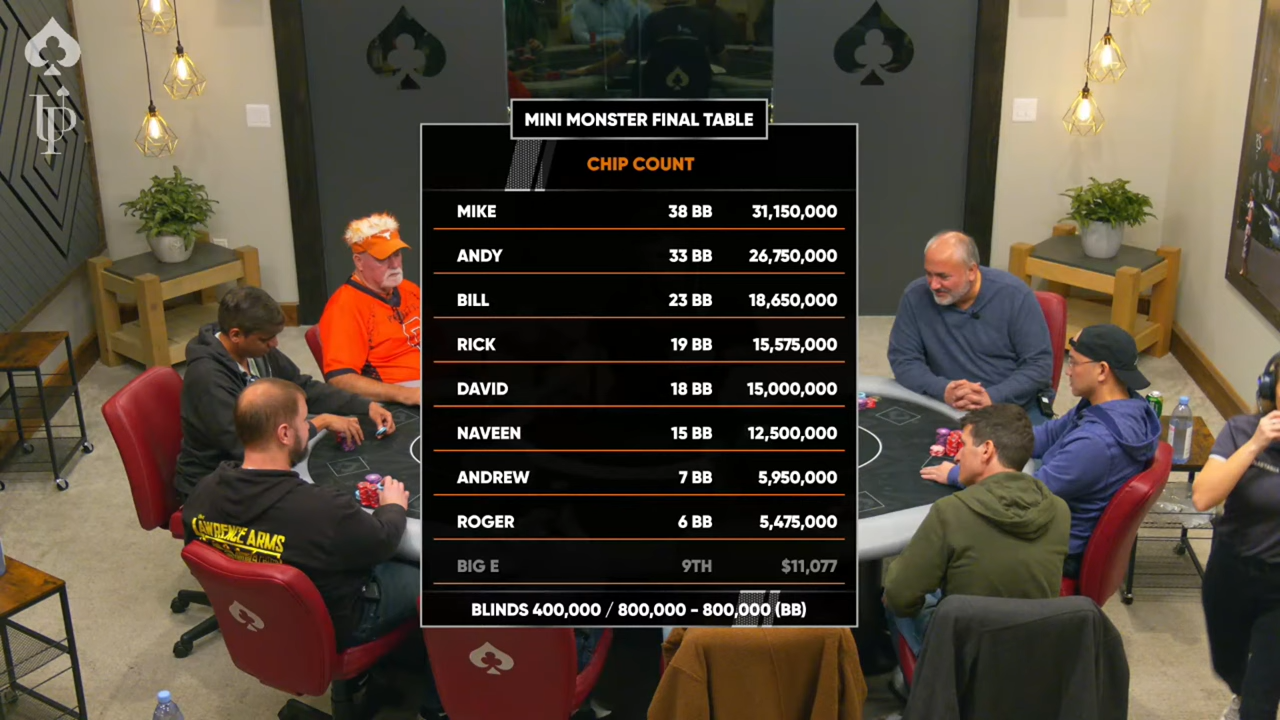 UP
MINI MONSTER FINAL TABLE
CHIP COUNT
MIKE 38 BB 31,150,000
ANDY 33 BB 26,750,000
BILL 23 BB 18,650,000
RICK 19 BB 15,575,000
DAVID 18 BB 15,000,000
NAVEEN 15 BB 12,500,000
ANDREW 7 BB 5,950,000
ROGER 6 BB 5,475,000
BIG E 9TH $11,077
BLINDS 400,000 / 800,000 - 800,000 (BB)
LAWRENCE ARMS